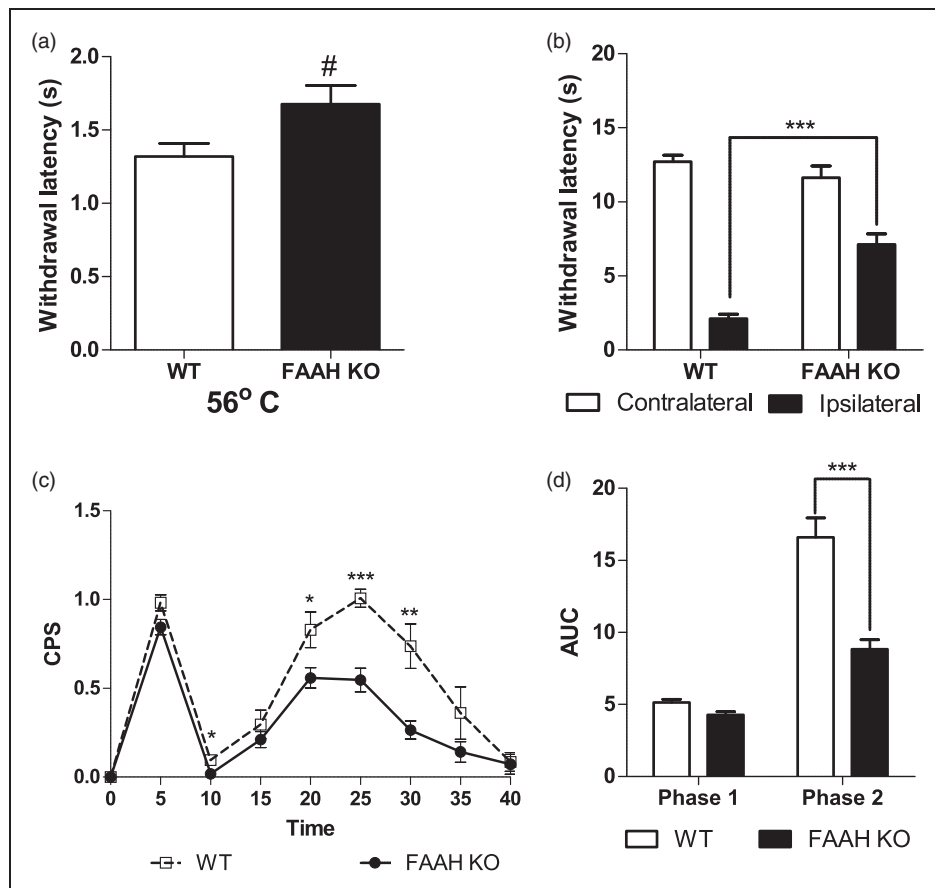 (a)
2.0
1.5
1.0
0.5
0.0
Withdrawal latency (s)
#
WT
FAAH KO
56° C
(b)
20
15
10
5
0
Withdrawal latency (s)
***
WT
FAAH KO
Contralateral
Ipsilateral
(c)
1.5
1.0
0.5
0.0
CPS
*
*
***
**
0 5 10 15 20 25 30 35 40
Time
WT
FAAH KO
(d)
20
15
10
5
0
AUC
***
Phase 1
Phase 2
WT
FAAH KO